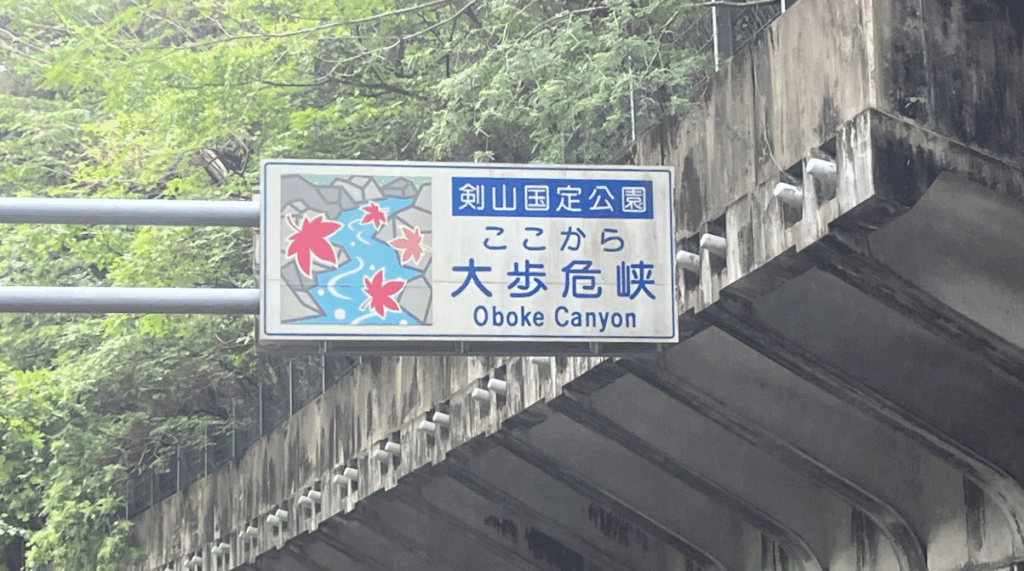 剣山国定公園
ここから
大歩危峡
Oboke Canyon